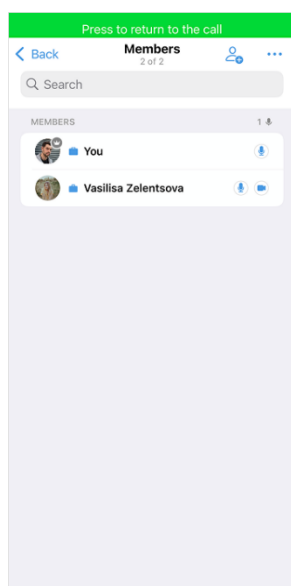 Press to return to the call
Back
Members
2 of 2
Search
MEMBERS
1
You
Vasilisa Zelentsova